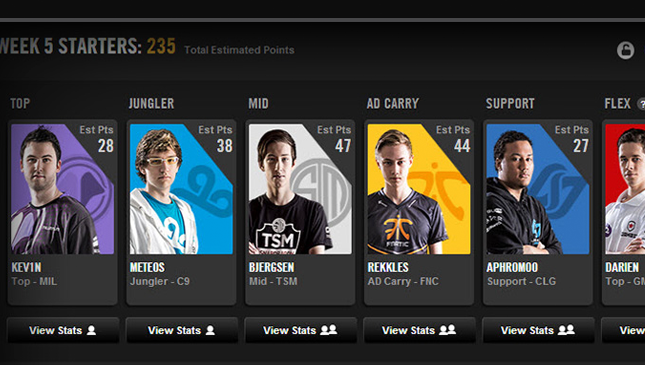 WEEK 5 STARTERS: 235 Total Estimated Points
TOP JUNGLER MID AD CARRY SUPPORT FLEX ?
Est Pts Est Pts Est Pts Est Pts Est Pts
28 38 47 44 27
TSM
FNATIC
KEV1N METEOS BJERGSEN REKKLES APHROMOO DARIEN
Top - MIL Jungler - C9 Mid - TSM AD Carry - FNC Support - CLG Top - GM
View Stats View Stats View Stats View Stats View Stats View